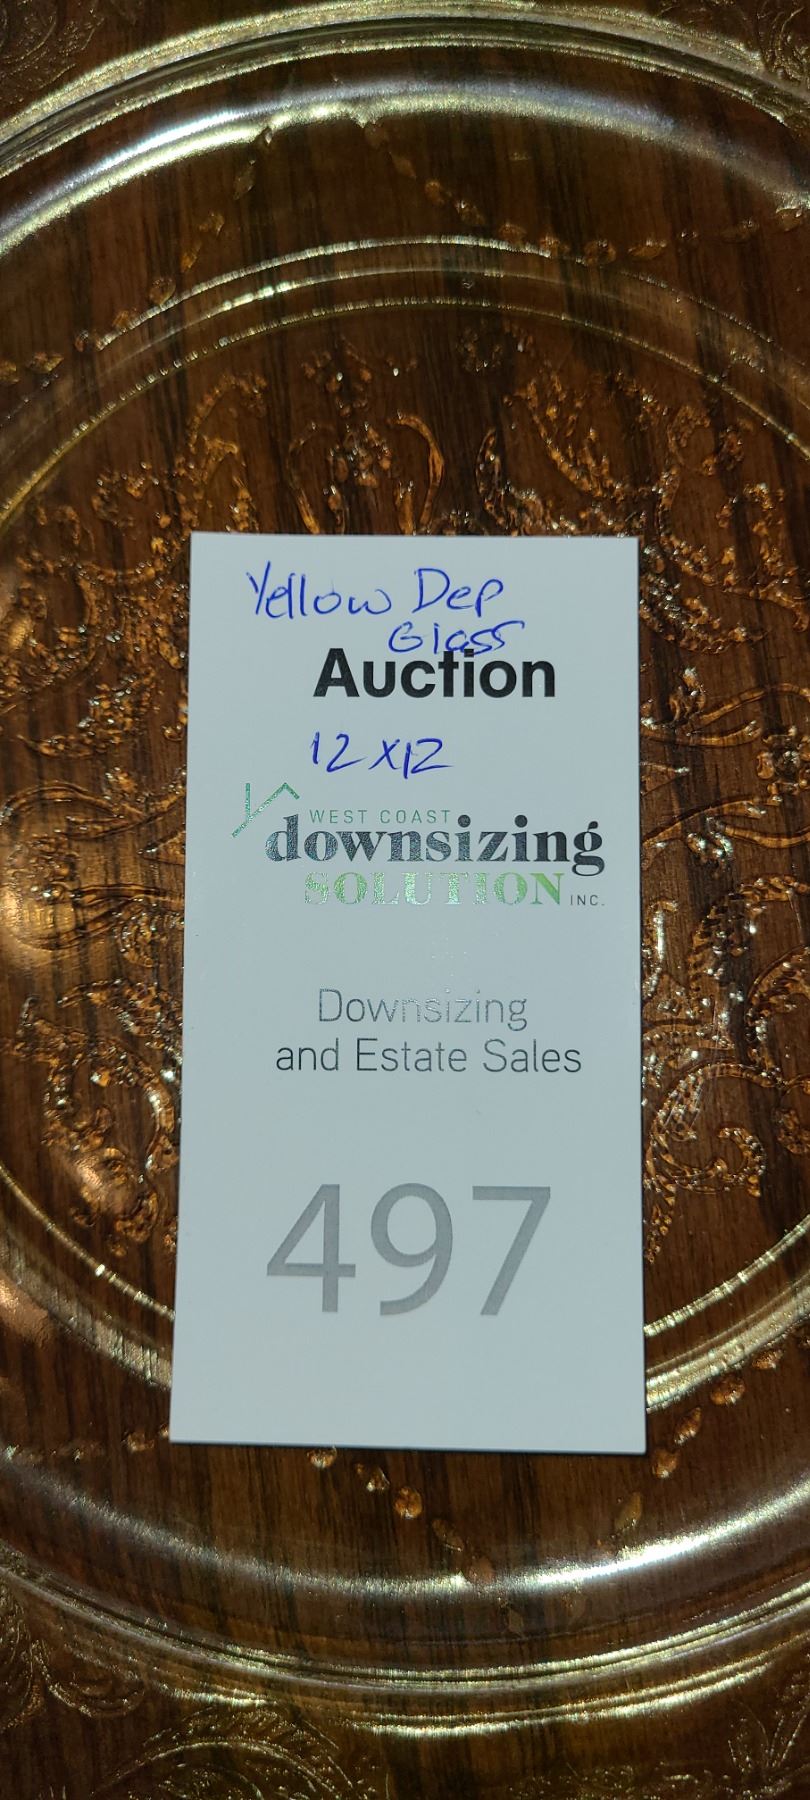 Yellow Dep
Glass
Auction
12 x 12
WEST COAST
downsizing
SOLUTION INC.
Downsizing
and Estate Sales
497